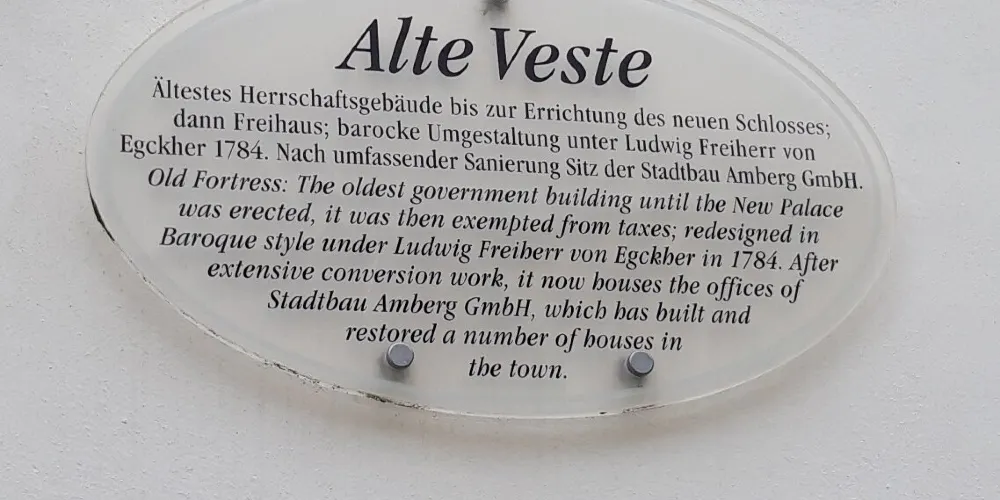 Alte Veste
Ältestes Herrschaftsgebäude bis zur Errichtung des neuen Schlosses;
dann Freihaus; barocke Umgestaltung unter Ludwig Freiherr von
Egckher 1784. Nach umfassender Sanierung Sitz der Stadtbau Amberg GmbH.
Old Fortress: The oldest government building until the New Palace
was erected, it was then exempted from taxes; redesigned in
Baroque style under Ludwig Freiherr von Egckher in 1784. After
extensive conversion work, it now houses the offices of
Stadtbau Amberg GmbH, which has built and
restored a number of houses in
the town.